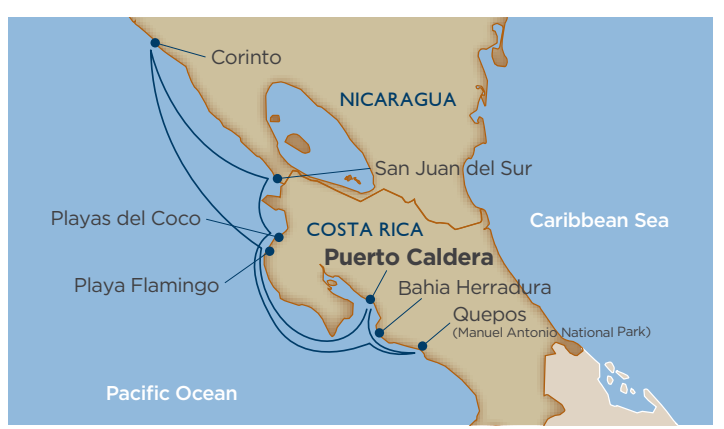 Corinto
NICARAGUA
San Juan del Sur
Playas del Coco
COSTA RICA
Caribbean Sea
Puerto Caldera
Playa Flamingo
Bahia Herradura
Quepos
(Manuel Antonio National Park)
Pacific Ocean